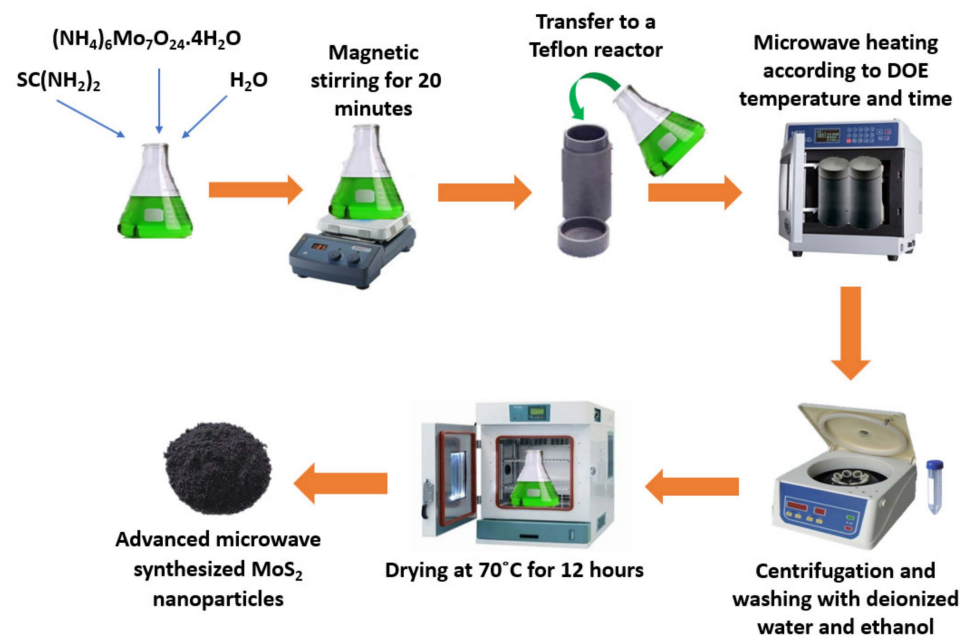 (NH₄)₆Mo₇O₂₄.4H₂O
SC(NH₂)₂
H₂O
Magnetic
stirring for 20
minutes
Transfer to a
Teflon reactor
Microwave heating
according to DOE
temperature and time
Centrifugation and
washing with deionized
water and ethanol
Drying at 70˚C for 12 hours
Advanced microwave
synthesized MoS₂
nanoparticles